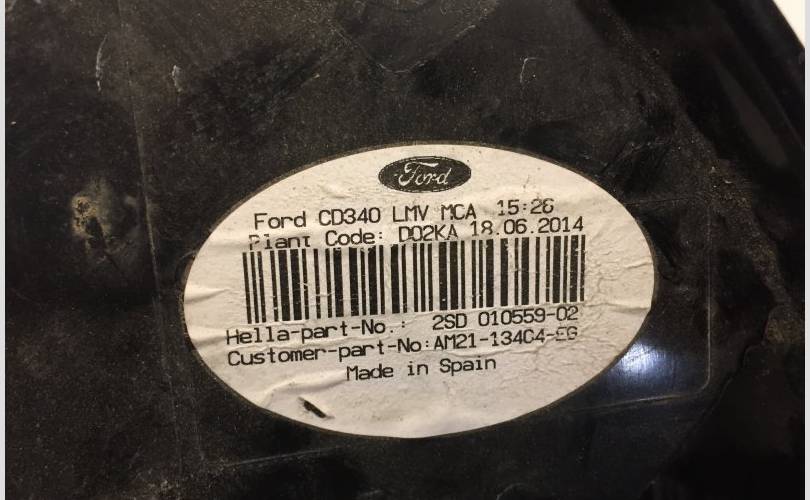 Ford
Ford CD340 LMV MCA 15:26
Plant Code: D02KA 18.06.2014
Hella-part-No.: 2SD 010559-02
Customer-part-No:AM21-13404-EG
Made in Spain